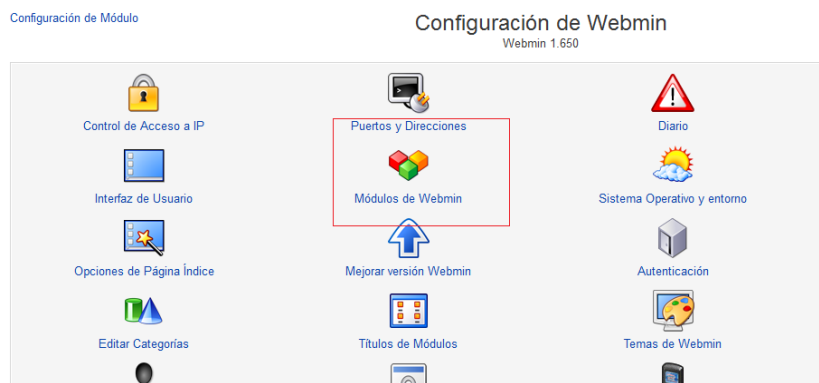 Configuración de Módulo
Configuración de Webmin
Webmin 1.650
Control de Acceso a IP
Puertos y Direcciones
Diario
Interfaz de Usuario
Módulos de Webmin
Sistema Operativo y entorno
Opciones de Página Índice
Mejorar versión Webmin
Autenticación
Editar Categorías
Títulos de Módulos
Temas de Webmin